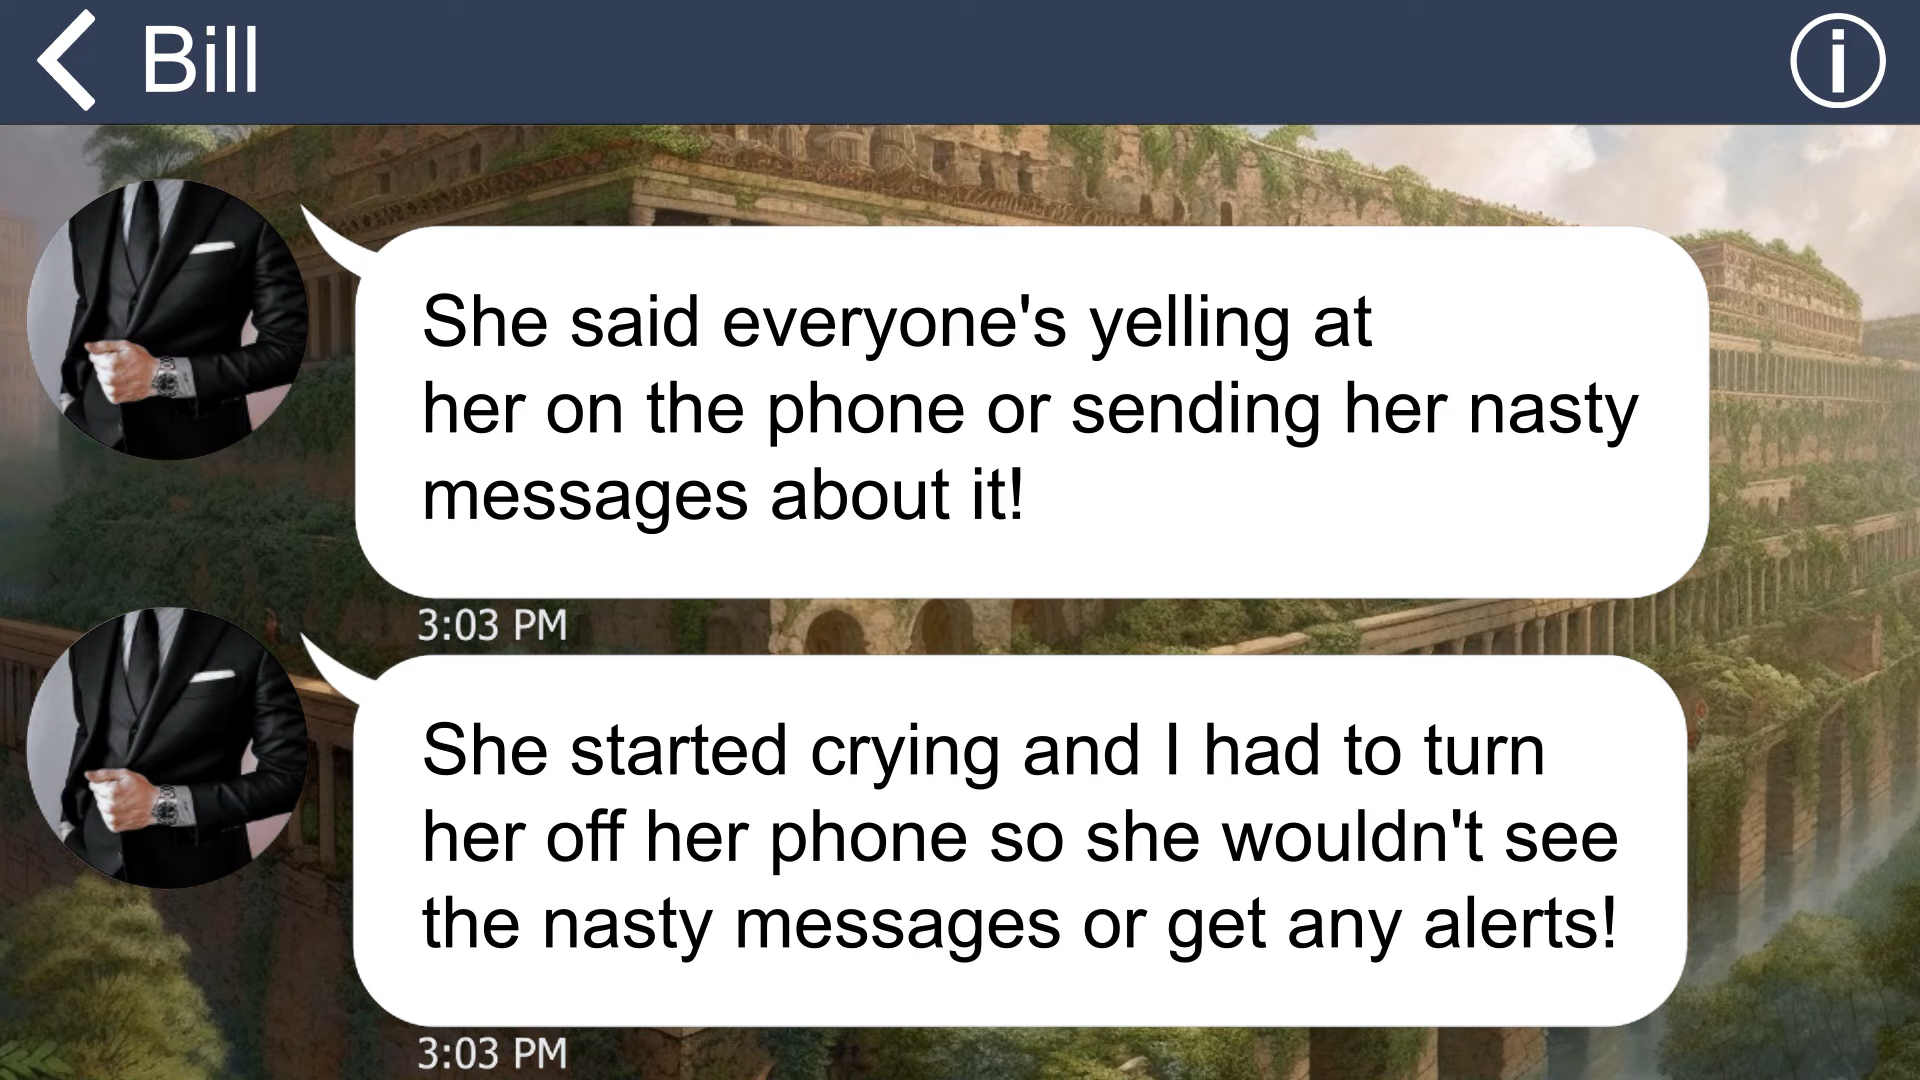 Bill
She said everyone's yelling at
her on the phone or sending her nasty
messages about it!
3:03 PM
She started crying and I had to turn
her off her phone so she wouldn't see
the nasty messages or get any alerts!
3:03 PM